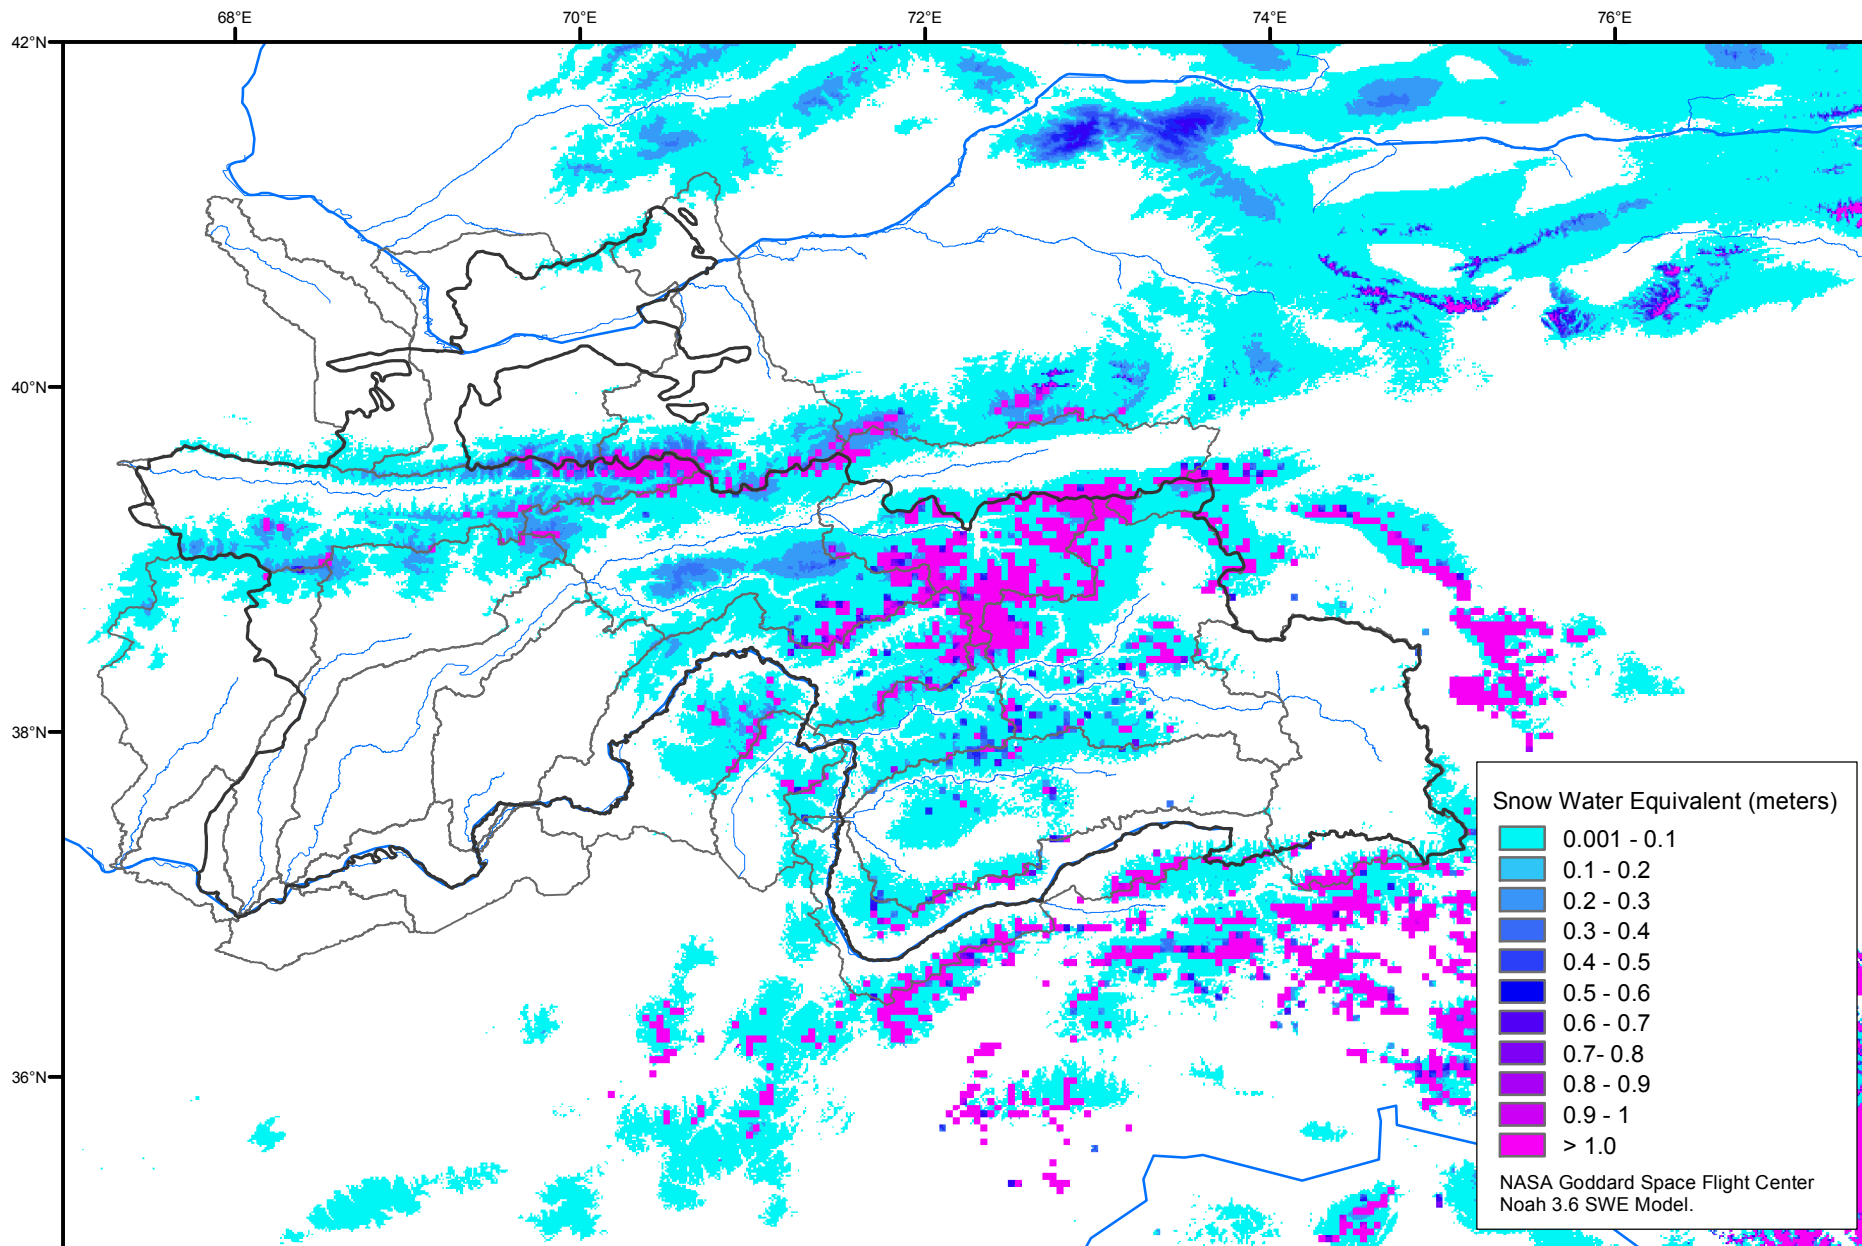 68°E 70°E 72°E 74°E 76°E
42°N
40°N
38°N
36°N
Snow Water Equivalent (meters)
0.001 - 0.1
0.1 - 0.2
0.2 - 0.3
0.3 - 0.4
0.4 - 0.5
0.5 - 0.6
0.6 - 0.7
0.7- 0.8
0.8 - 0.9
0.9 - 1
> 1.0
NASA Goddard Space Flight Center
Noah 3.6 SWE Model.